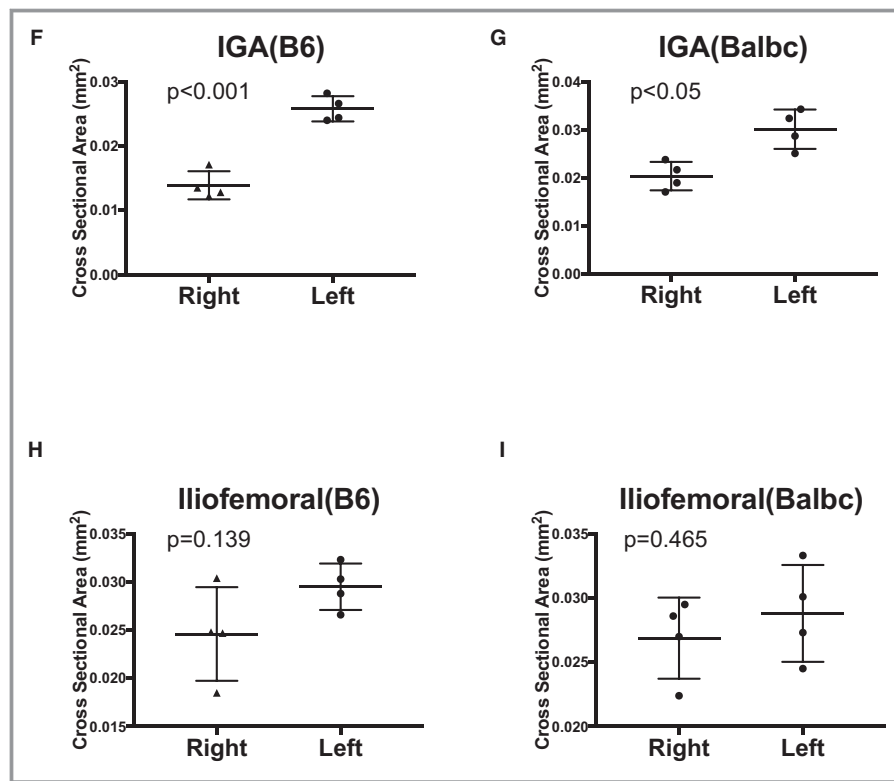 F
IGA(B6)
Cross Sectional Area (mm²)
0.03
0.02
0.01
0.00
p<0.001
Right Left
G
IGA(Balbc)
Cross Sectional Area (mm²)
0.04
0.03
0.02
0.01
0.00
p<0.05
Right Left
H
Iliofemoral(B6)
Cross Sectional Area (mm²)
0.035
0.030
0.025
0.020
0.015
p=0.139
Right Left
I
Iliofemoral(Balbc)
Cross Sectional Area (mm²)
0.035
0.030
0.025
0.020
p=0.465
Right Left